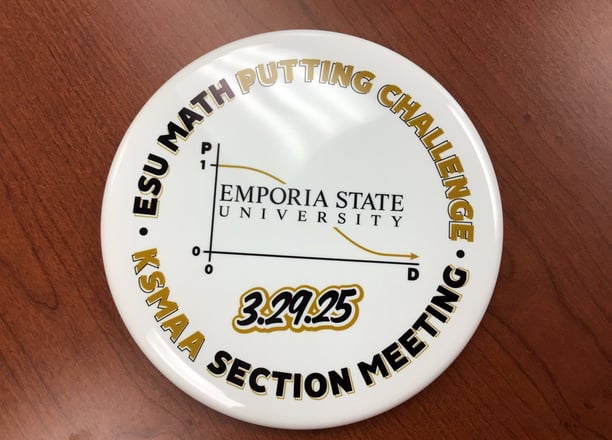 ESU MATH PUTTING CHALLENGE
P
1
EMPORIA STATE
UNIVERSITY
0
0
D
3.29.25
• KSMAA SECTION MEETING •